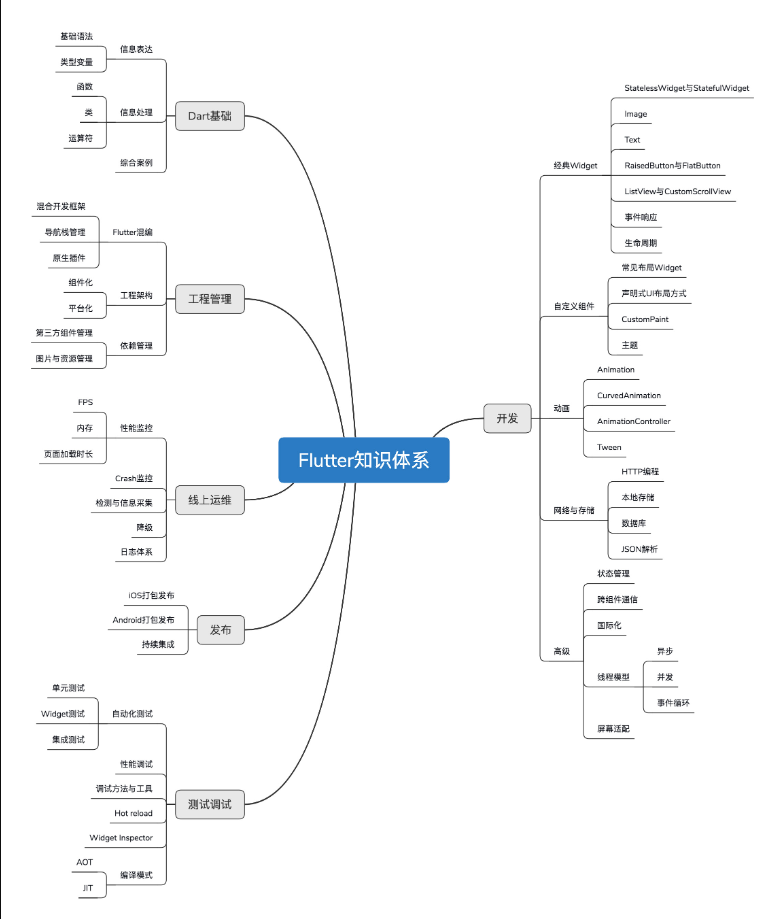 Flutter知识体系
Dart基础
信息表达
基础语法
类型变量
信息处理
函数
类
运算符
综合案例
工程管理
Flutter混编
混合开发框架
导航栈管理
原生插件
工程架构
组件化
平台化
依赖管理
第三方组件管理
图片与资源管理
线上运维
性能监控
FPS
内存
页面加载时长
Crash监控
检测与信息采集
降级
日志体系
发布
iOS打包发布
Android打包发布
持续集成
测试调试
自动化测试
单元测试
Widget测试
集成测试
性能调试
调试方法与工具
Hot reload
Widget Inspector
编译模式
AOT
JIT
开发
经典Widget
StatelessWidget与StatefulWidget
Image
Text
RaisedButton与FlatButton
ListView与CustomScrollView
事件响应
生命周期
自定义组件
常见布局Widget
声明式UI布局方式
CustomPaint
主题
动画
Animation
CurvedAnimation
AnimationController
Tween
网络与存储
HTTP编程
本地存储
数据库
JSON解析
高级
状态管理
跨组件通信
国际化
线程模型
异步
并发
事件循环
屏幕适配